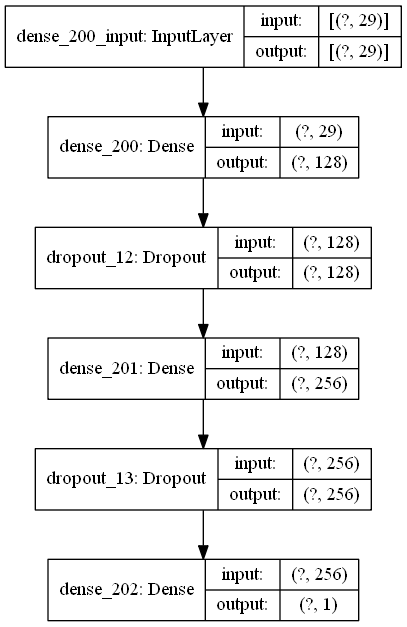 dense_200_input: InputLayer
input: [(?, 29)]
output: [(?, 29)]
dense_200: Dense
input: (?, 29)
output: (?, 128)
dropout_12: Dropout
input: (?, 128)
output: (?, 128)
dense_201: Dense
input: (?, 128)
output: (?, 256)
dropout_13: Dropout
input: (?, 256)
output: (?, 256)
dense_202: Dense
input: (?, 256)
output: (?, 1)